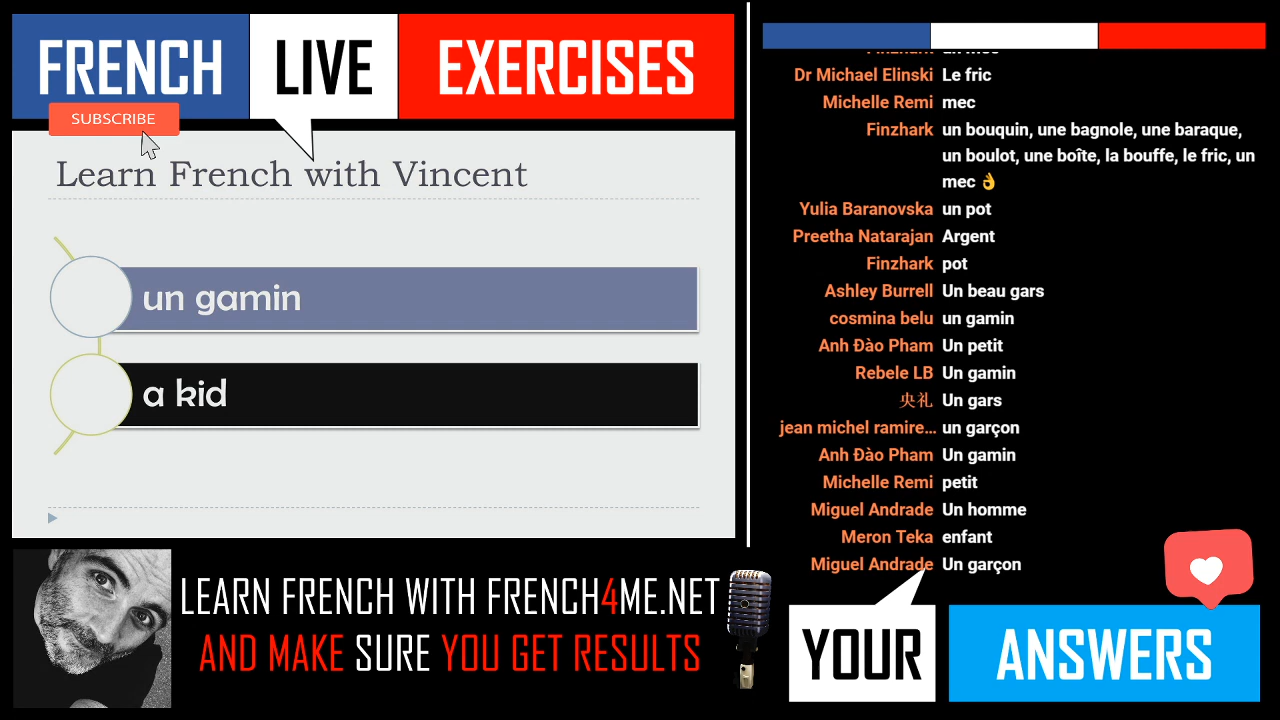 FRENCH LIVE EXERCISES
SUBSCRIBE
Learn French with Vincent
un gamin
a kid
LEARN FRENCH WITH FRENCH4ME.NET
AND MAKE SURE YOU GET RESULTS
Dr Michael Elinski Le fric
Michelle Remi mec
Finzhark un bouquin, une bagnole, une baraque,
un boulot, une boîte, la bouffe, le fric, un
mec 👌
Yulia Baranovska un pot
Preetha Natarajan Argent
Finzhark pot
Ashley Burrell Un beau gars
cosmina belu un gamin
Anh Đào Pham Un petit
Rebele LB Un gamin
央礼 Un gars
jean michel ramire... un garçon
Anh Đào Pham Un gamin
Michelle Remi petit
Miguel Andrade Un homme
Meron Teka enfant
Miguel Andrade Un garçon
YOUR ANSWERS